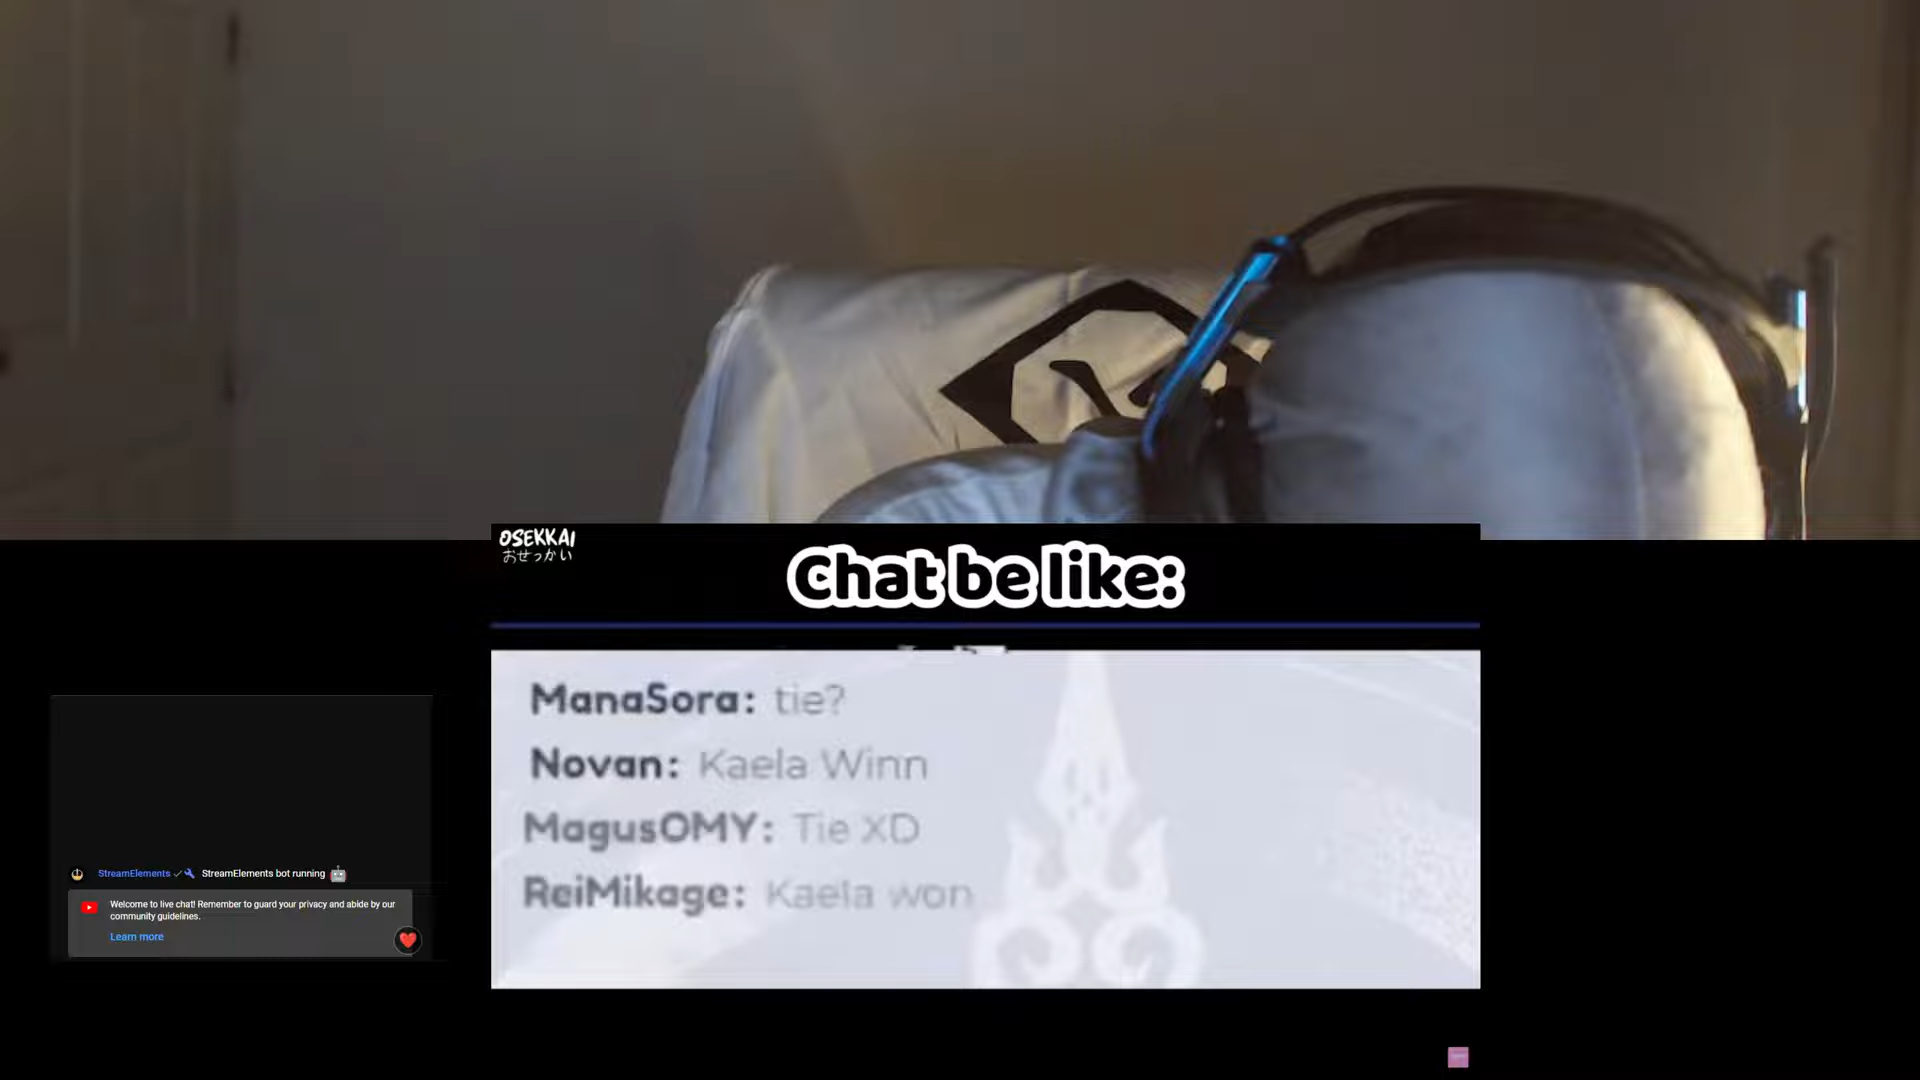 OSEKKAI
おせっかい
Chat be like:
ManaSora: tie?
Novan: Kaela Winn
MagusOMY: Tie XD
ReiMikage: Kaela won
StreamElements StreamElements bot running
Welcome to live chat! Remember to guard your privacy and abide by our
community guidelines.
Learn more